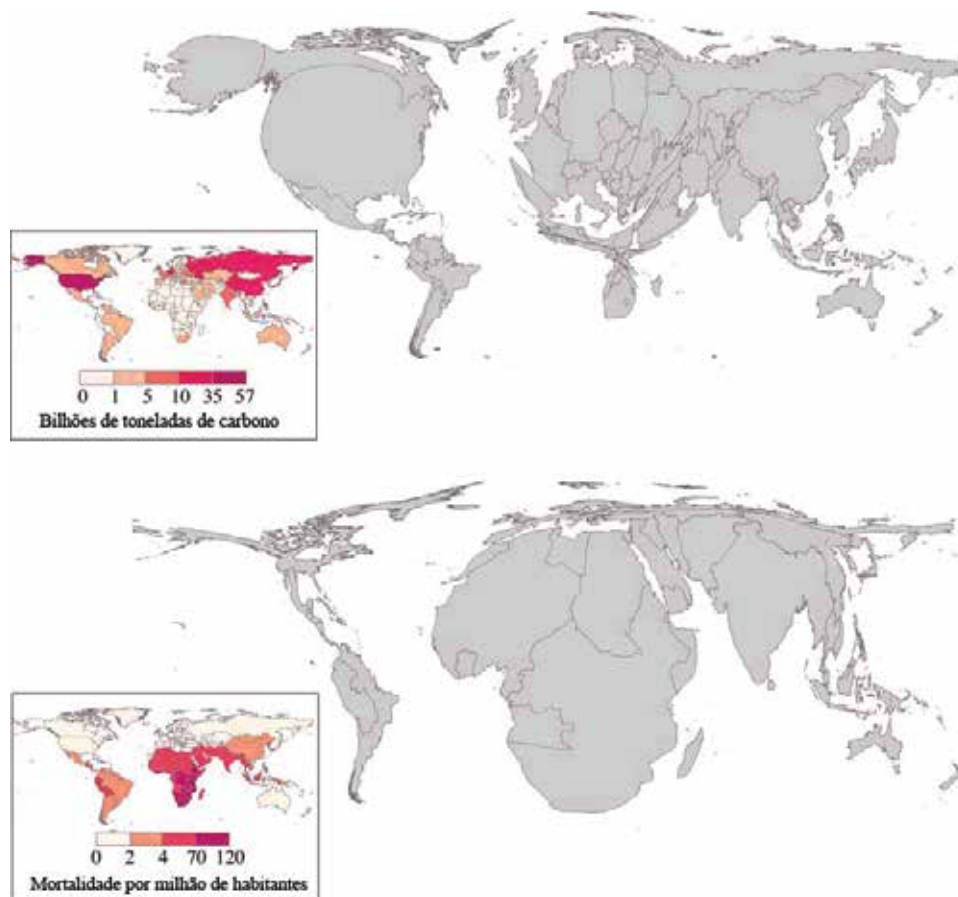 0 1 5 10 35 57
Bilhões de toneladas de carbono
0 2 4 70 120
Mortalidade por milhão de habitantes